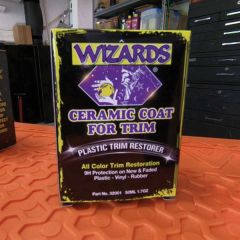 WIZARDS
CERAMIC COAT
FOR TRIM
PLASTIC TRIM RESTORER
All Color Trim Restoration
9H Protection on New & Faded
Plastic - Vinyl - Rubber
Part No. 32001 50ML 1.7OZ